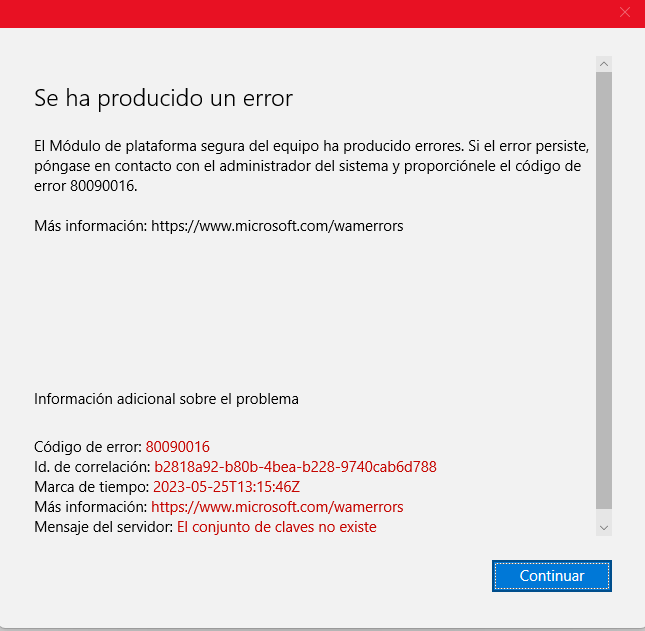 Se ha producido un error
El Módulo de plataforma segura del equipo ha producido errores. Si el error persiste,
póngase en contacto con el administrador del sistema y proporciónele el código de
error 80090016.
Más información: https://www.microsoft.com/wamerrors
Información adicional sobre el problema
Código de error: 80090016
Id. de correlación: b2818a92-b80b-4bea-b228-9740cab6d788
Marca de tiempo: 2023-05-25T13:15:46Z
Más información: https://www.microsoft.com/wamerrors
Mensaje del servidor: El conjunto de claves no existe
Continuar